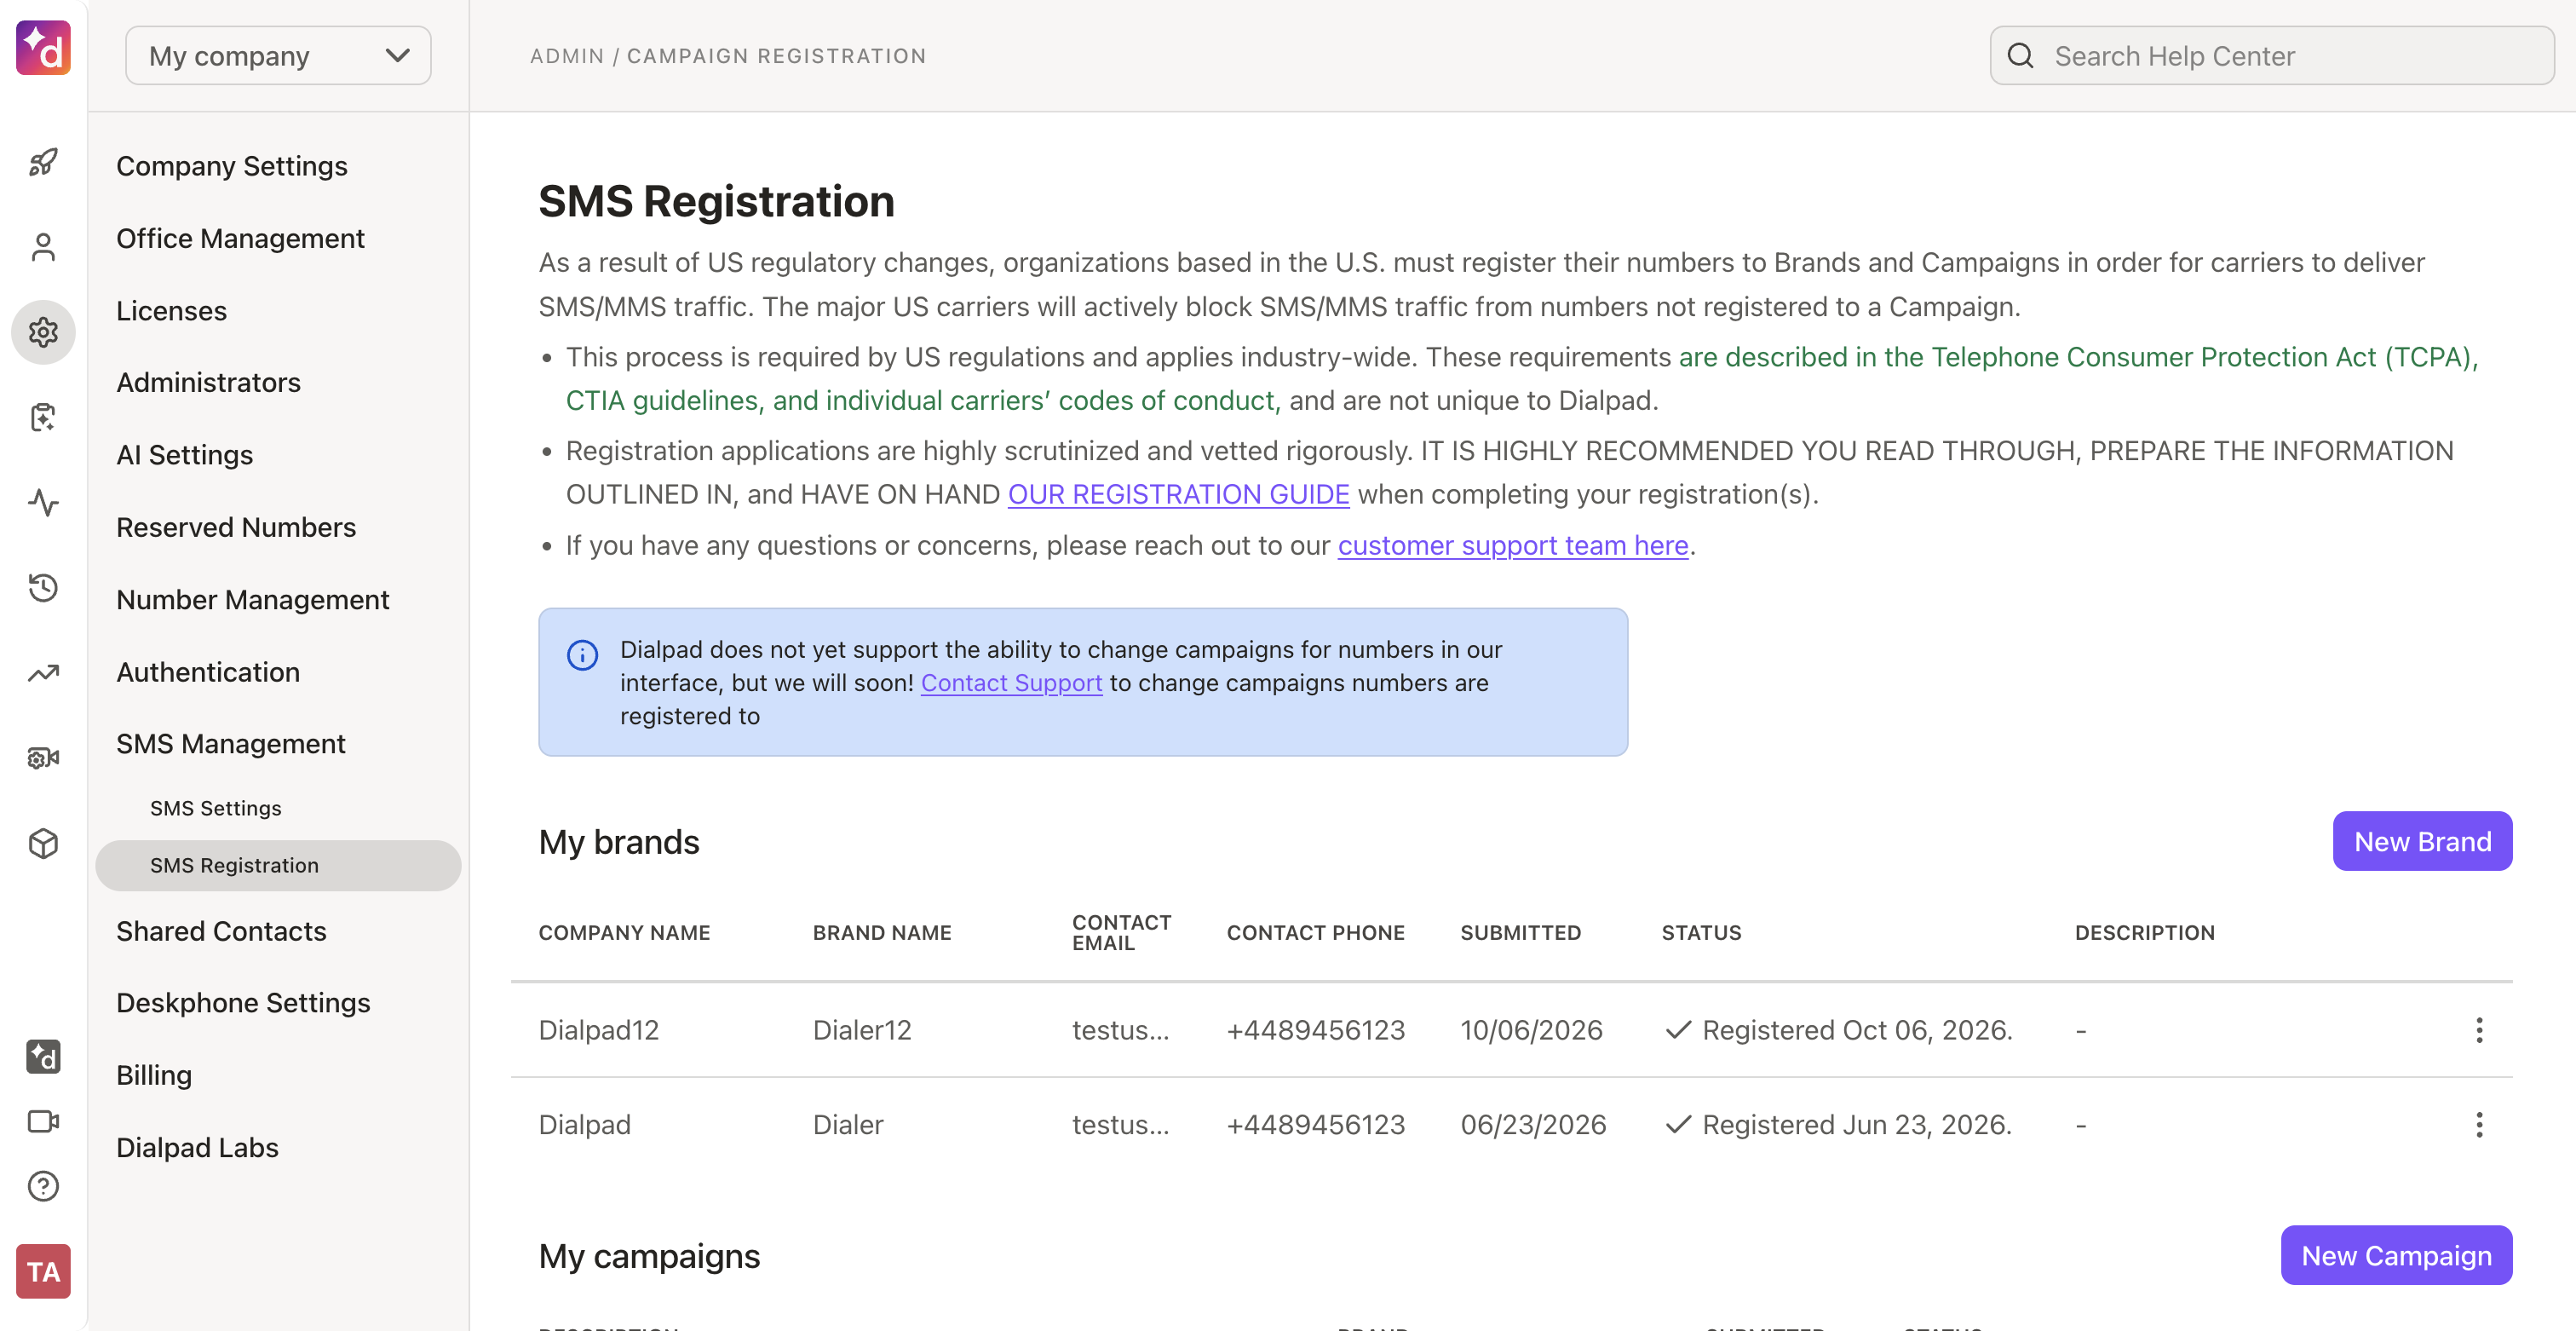 My company
ADMIN / CAMPAIGN REGISTRATION
Search Help Center
Company Settings
Office Management
Licenses
Administrators
AI Settings
Reserved Numbers
Number Management
Authentication
SMS Management
SMS Settings
SMS Registration
Shared Contacts
Deskphone Settings
Billing
Dialpad Labs
TA
SMS Registration
As a result of US regulatory changes, organizations based in the U.S. must register their numbers to Brands and Campaigns in order for carriers to deliver
SMS/MMS traffic. The major US carriers will actively block SMS/MMS traffic from numbers not registered to a Campaign.
• This process is required by US regulations and applies industry-wide. These requirements are described in the Telephone Consumer Protection Act (TCPA),
CTIA guidelines, and individual carriers’ codes of conduct, and are not unique to Dialpad.
• Registration applications are highly scrutinized and vetted rigorously. IT IS HIGHLY RECOMMENDED YOU READ THROUGH, PREPARE THE INFORMATION
OUTLINED IN, and HAVE ON HAND OUR REGISTRATION GUIDE when completing your registration(s).
• If you have any questions or concerns, please reach out to our customer support team here.
Dialpad does not yet support the ability to change campaigns for numbers in our
interface, but we will soon! Contact Support to change campaigns numbers are
registered to
My brands
New Brand
COMPANY NAME BRAND NAME CONTACT EMAIL CONTACT PHONE SUBMITTED STATUS DESCRIPTION
Dialpad12 Dialer12 testus... +4489456123 10/06/2026 Registered Oct 06, 2026. -
Dialpad Dialer testus... +4489456123 06/23/2026 Registered Jun 23, 2026. -
My campaigns
New Campaign
DESCRIPTION BRAND SUBMITTED STATUS